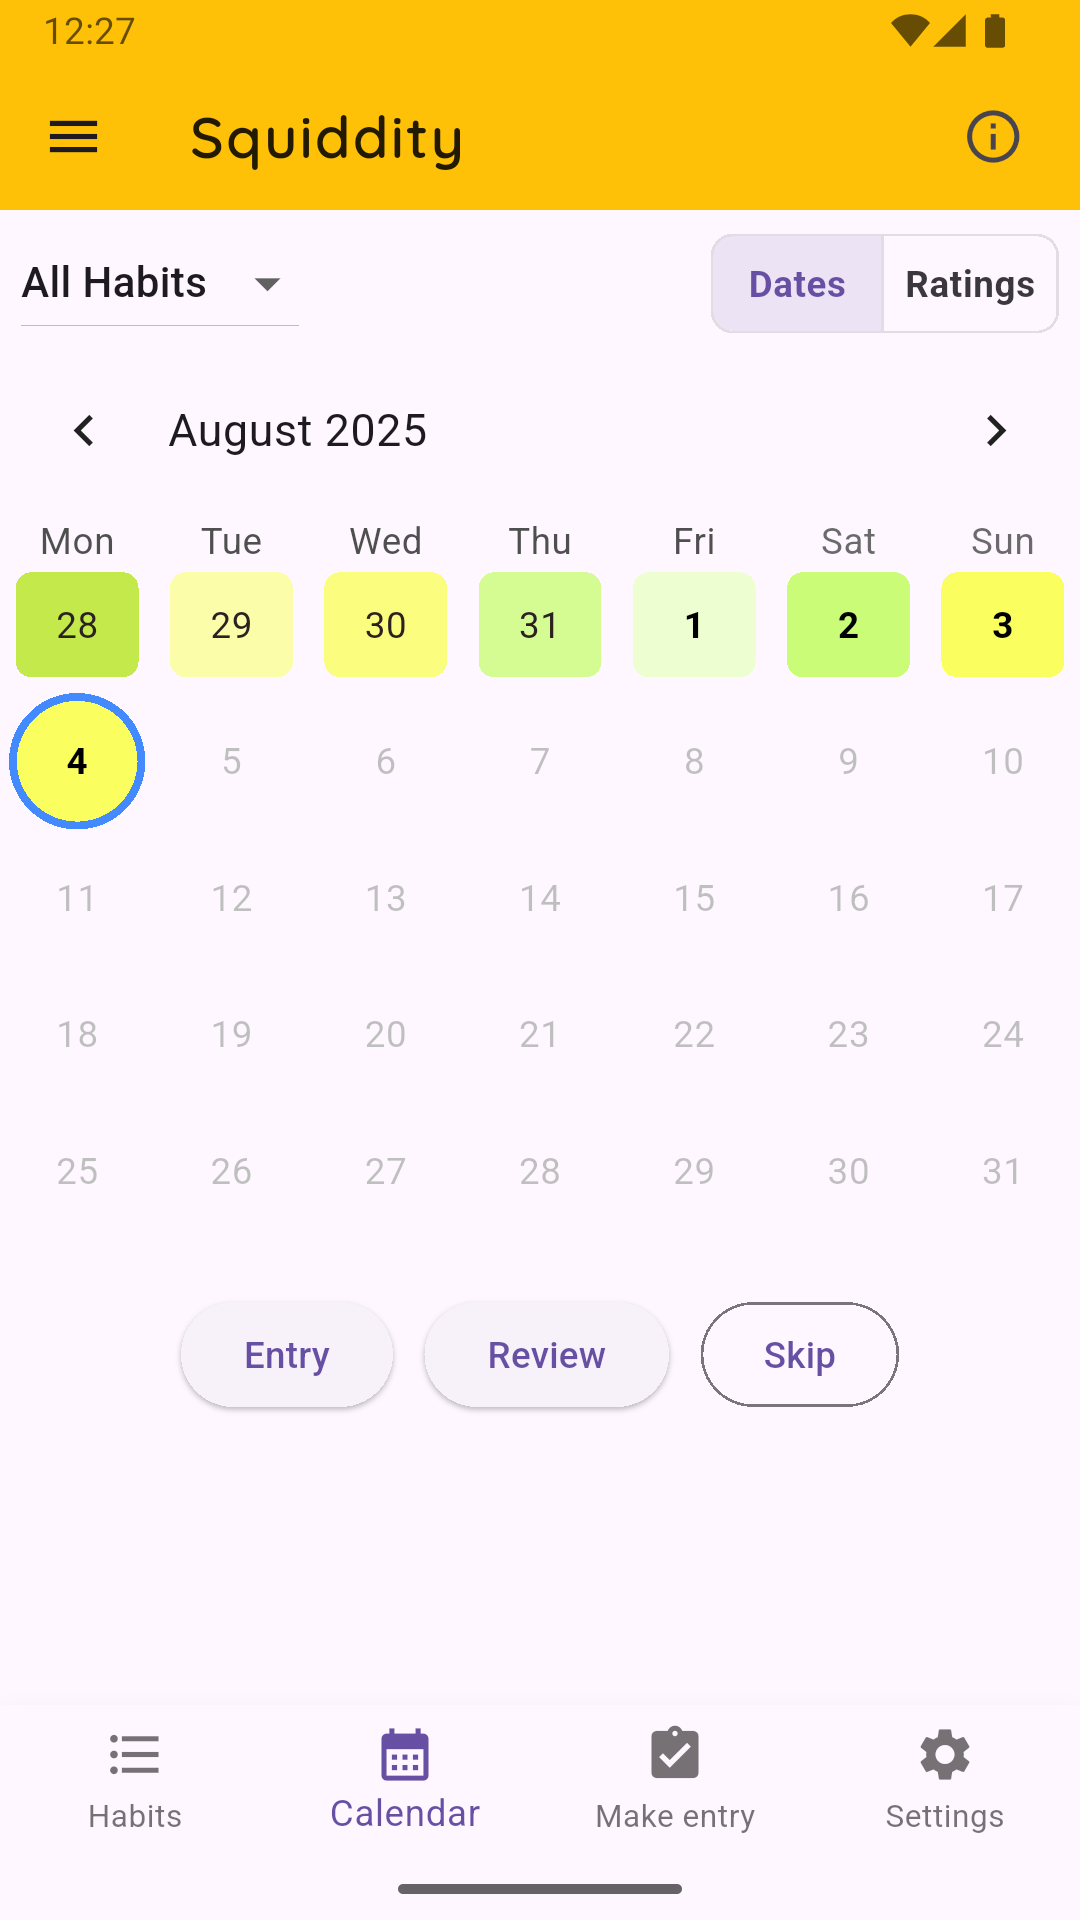 12:27
Squiddity
All Habits
Dates Ratings
August 2025
Mon Tue Wed Thu Fri Sat Sun
28 29 30 31 1 2 3
4 5 6 7 8 9 10
11 12 13 14 15 16 17
18 19 20 21 22 23 24
25 26 27 28 29 30 31
Entry Review Skip
Habits Calendar Make entry Settings